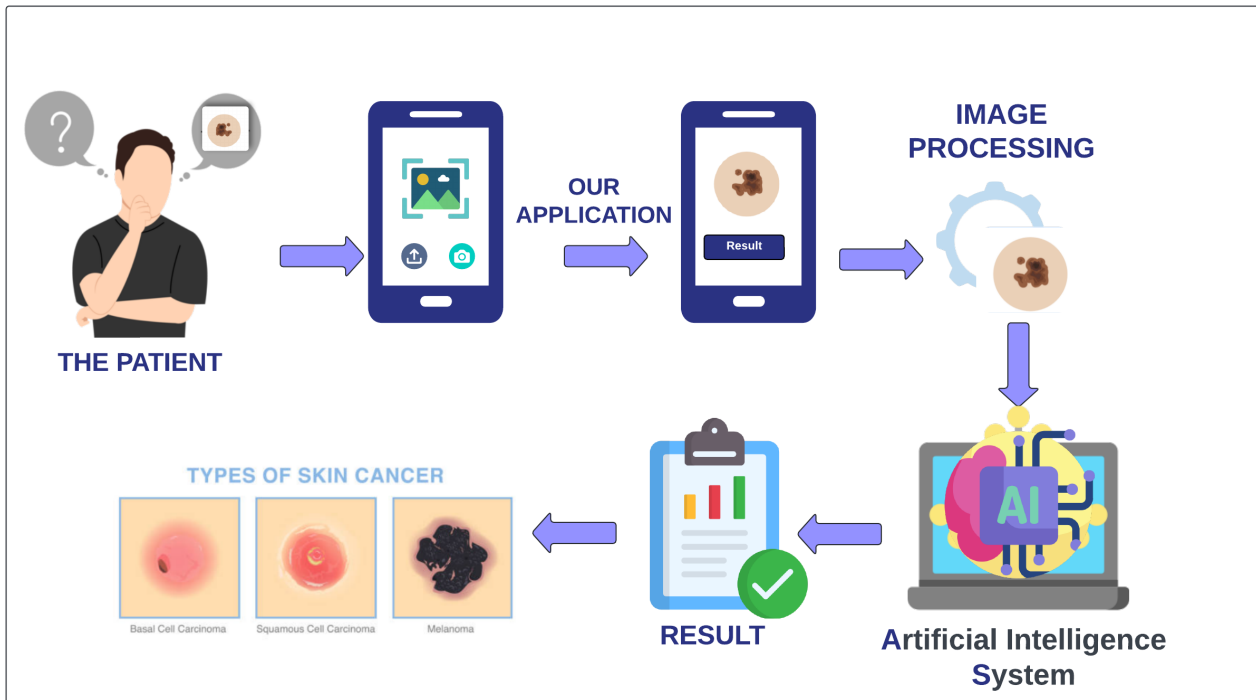 ?
THE PATIENT
OUR
APPLICATION
Result
IMAGE
PROCESSING
AI
Artificial Intelligence
System
RESULT
TYPES OF SKIN CANCER
Basal Cell Carcinoma
Squamous Cell Carcinoma
Melanoma